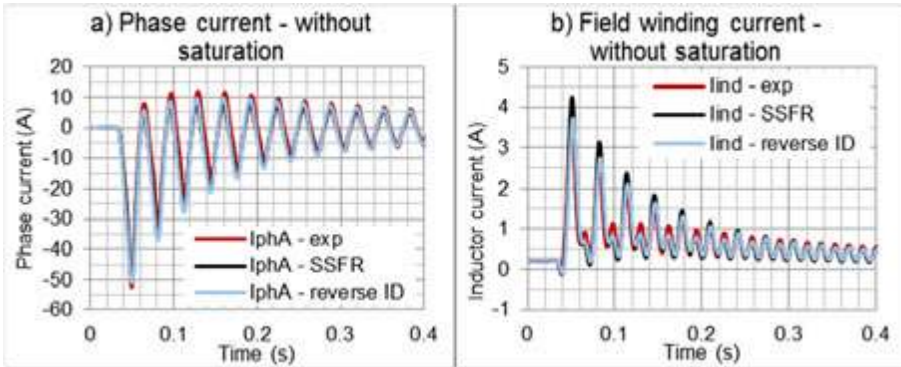 a) Phase current - without
saturation
20
10
0
-10
-20
-30
-40
-50
-60
Phase current (A)
IphA - exp
IphA - SSFR
IphA - reverse ID
0 0.1 0.2 0.3 0.4
Time (s)
b) Field winding current -
without saturation
5
4
3
2
1
0
-1
Inductor current (A)
Iind - exp
Iind - SSFR
Iind - reverse ID
0 0.1 0.2 0.3 0.4
Time (s)